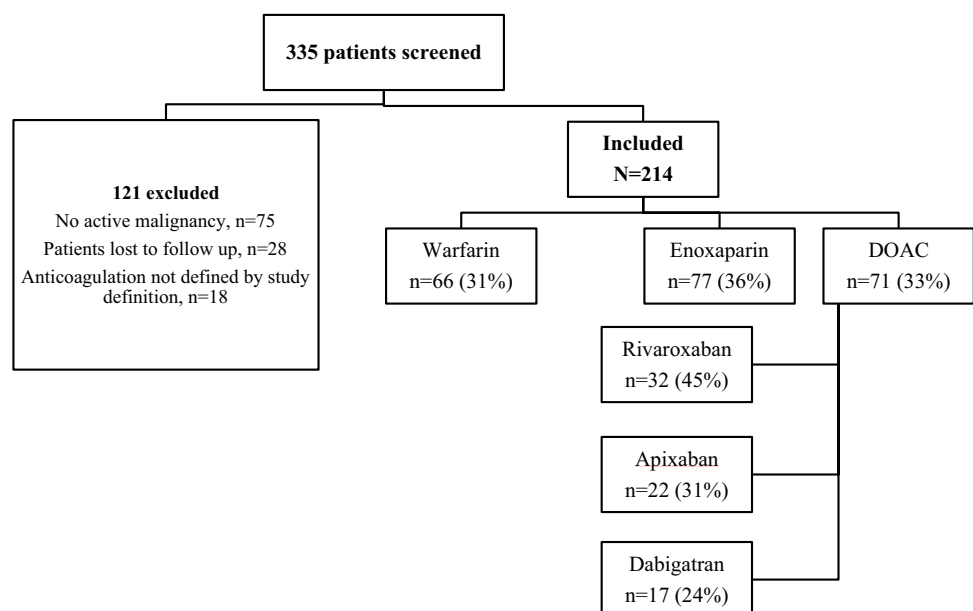 335 patients screened
121 excluded
No active malignancy, n=75
Patients lost to follow up, n=28
Anticoagulation not defined by study
definition, n=18
Included
N=214
Warfarin
n=66 (31%)
Enoxaparin
n=77 (36%)
DOAC
n=71 (33%)
Rivaroxaban
n=32 (45%)
Apixaban
n=22 (31%)
Dabigatran
n=17 (24%)